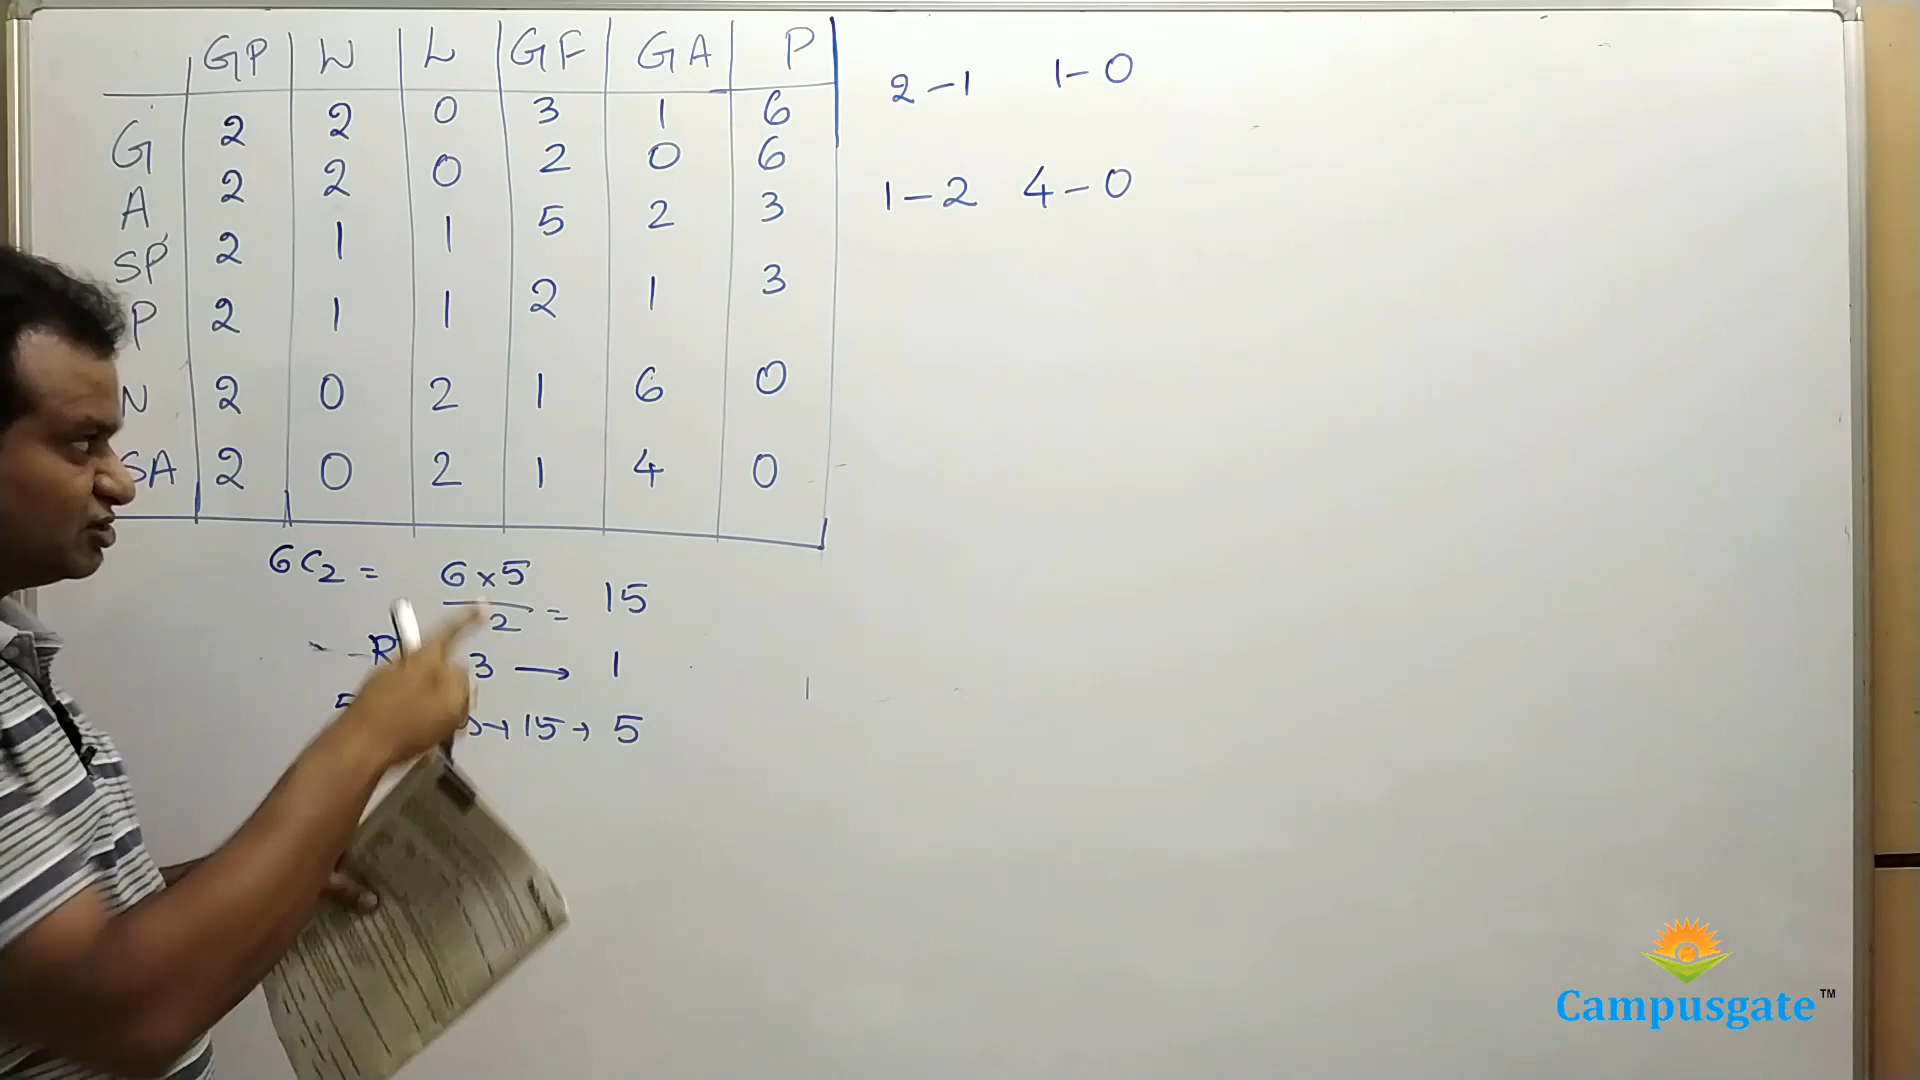 GP W L GF GA P
G 2 2 0 3 1 6
A 2 2 0 2 0 6
SP 2 1 1 5 2 3
P 2 1 1 2 1 3
N 2 0 2 1 6 0
SA 2 0 2 1 4 0
2-1 1-0
1-2 4-0
6C2 = 6×5/2 = 15
R 3 → 1
5 → 15 → 5
Campusgate™